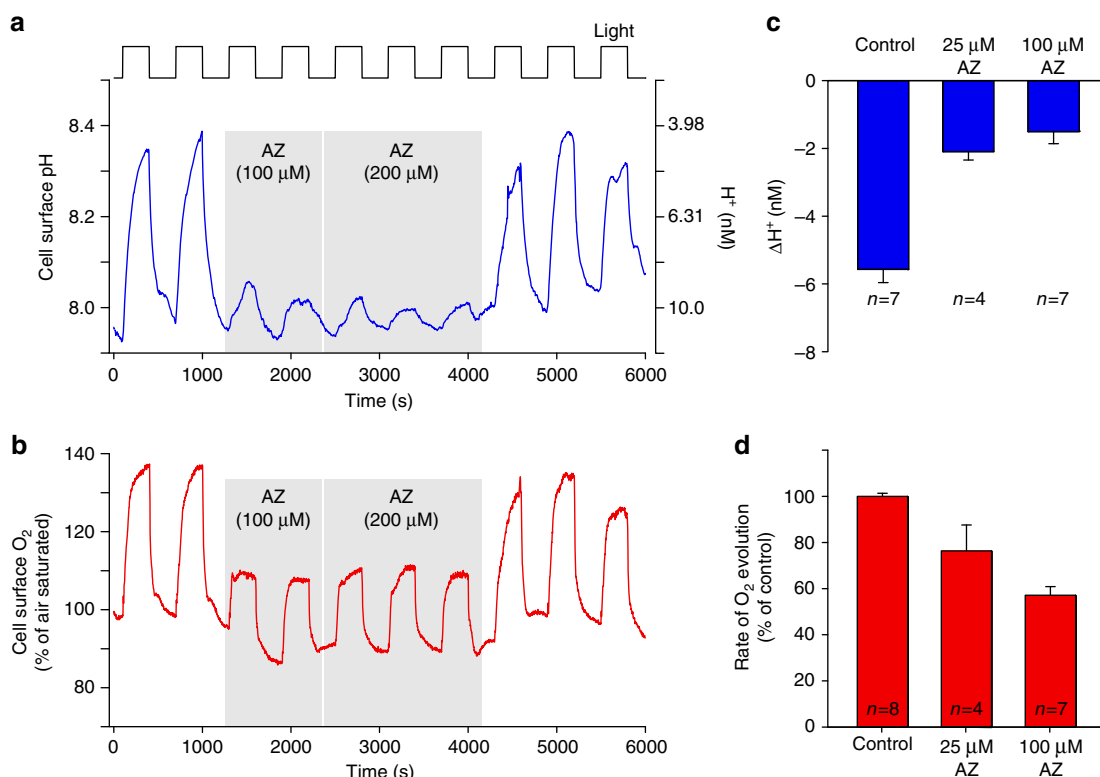 a
Light
Cell surface pH
8.4
8.2
8.0
AZ
(100 μM)
AZ
(200 μM)
3.98
6.31
10.0
H⁺ (nM)
0 1000 2000 3000 4000 5000 6000
Time (s)
b
Cell surface O₂
(% of air saturated)
140
120
100
80
AZ
(100 μM)
AZ
(200 μM)
0 1000 2000 3000 4000 5000 6000
Time (s)
c
Control 25 μM AZ 100 μM AZ
ΔH⁺ (nM)
0
–2
–4
–6
–8
n=7 n=4 n=7
d
Rate of O₂ evolution
(% of control)
100
80
60
40
20
0
n=8 n=4 n=7
Control 25 μM AZ 100 μM AZ